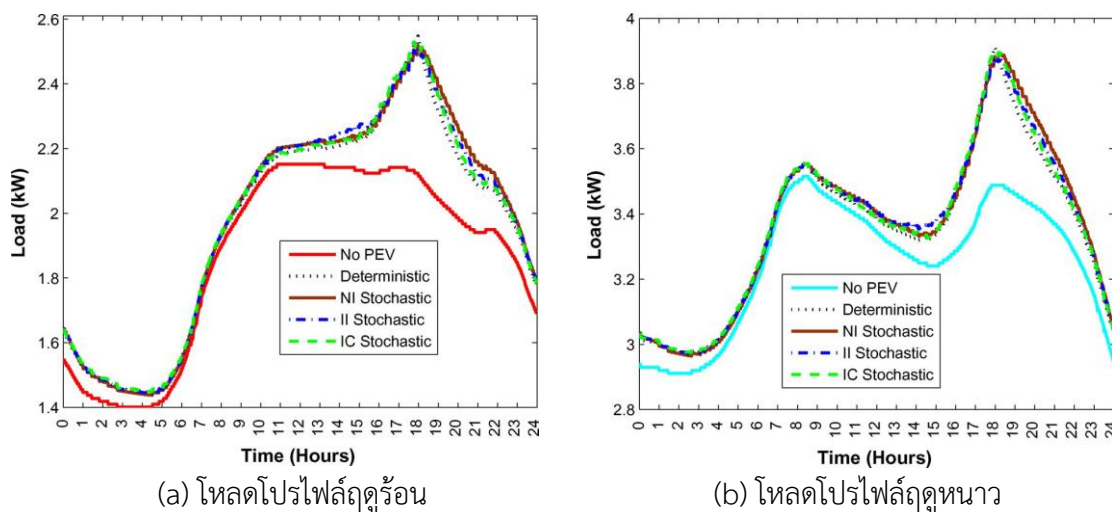 2.6
2.4
2.2
2
1.8
1.6
1.4
Load (kW)
No PEV
Deterministic
NI Stochastic
II Stochastic
IC Stochastic
0 1 2 3 4 5 6 7 8 9 10 11 12 13 14 15 16 17 18 19 20 21 22 23 24
Time (Hours)
(a) โหลดโปรไฟล์ฤดูร้อน
4
3.8
3.6
3.4
3.2
3
2.8
Load (kW)
No PEV
Deterministic
NI Stochastic
II Stochastic
IC Stochastic
0 1 2 3 4 5 6 7 8 9 10 11 12 13 14 15 16 17 18 19 20 21 22 23 24
Time (Hours)
(b) โหลดโปรไฟล์ฤดูหนาว